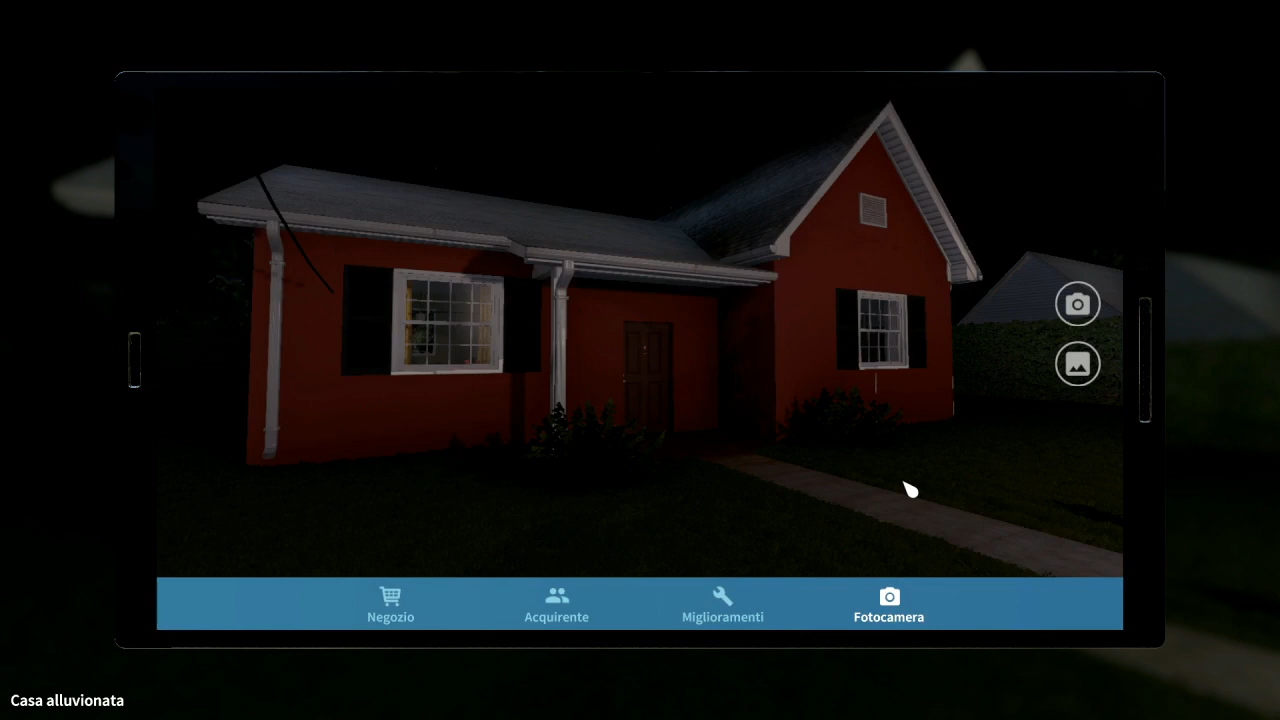 Negozio
Acquirente
Miglioramenti
Fotocamera
Casa alluvionata